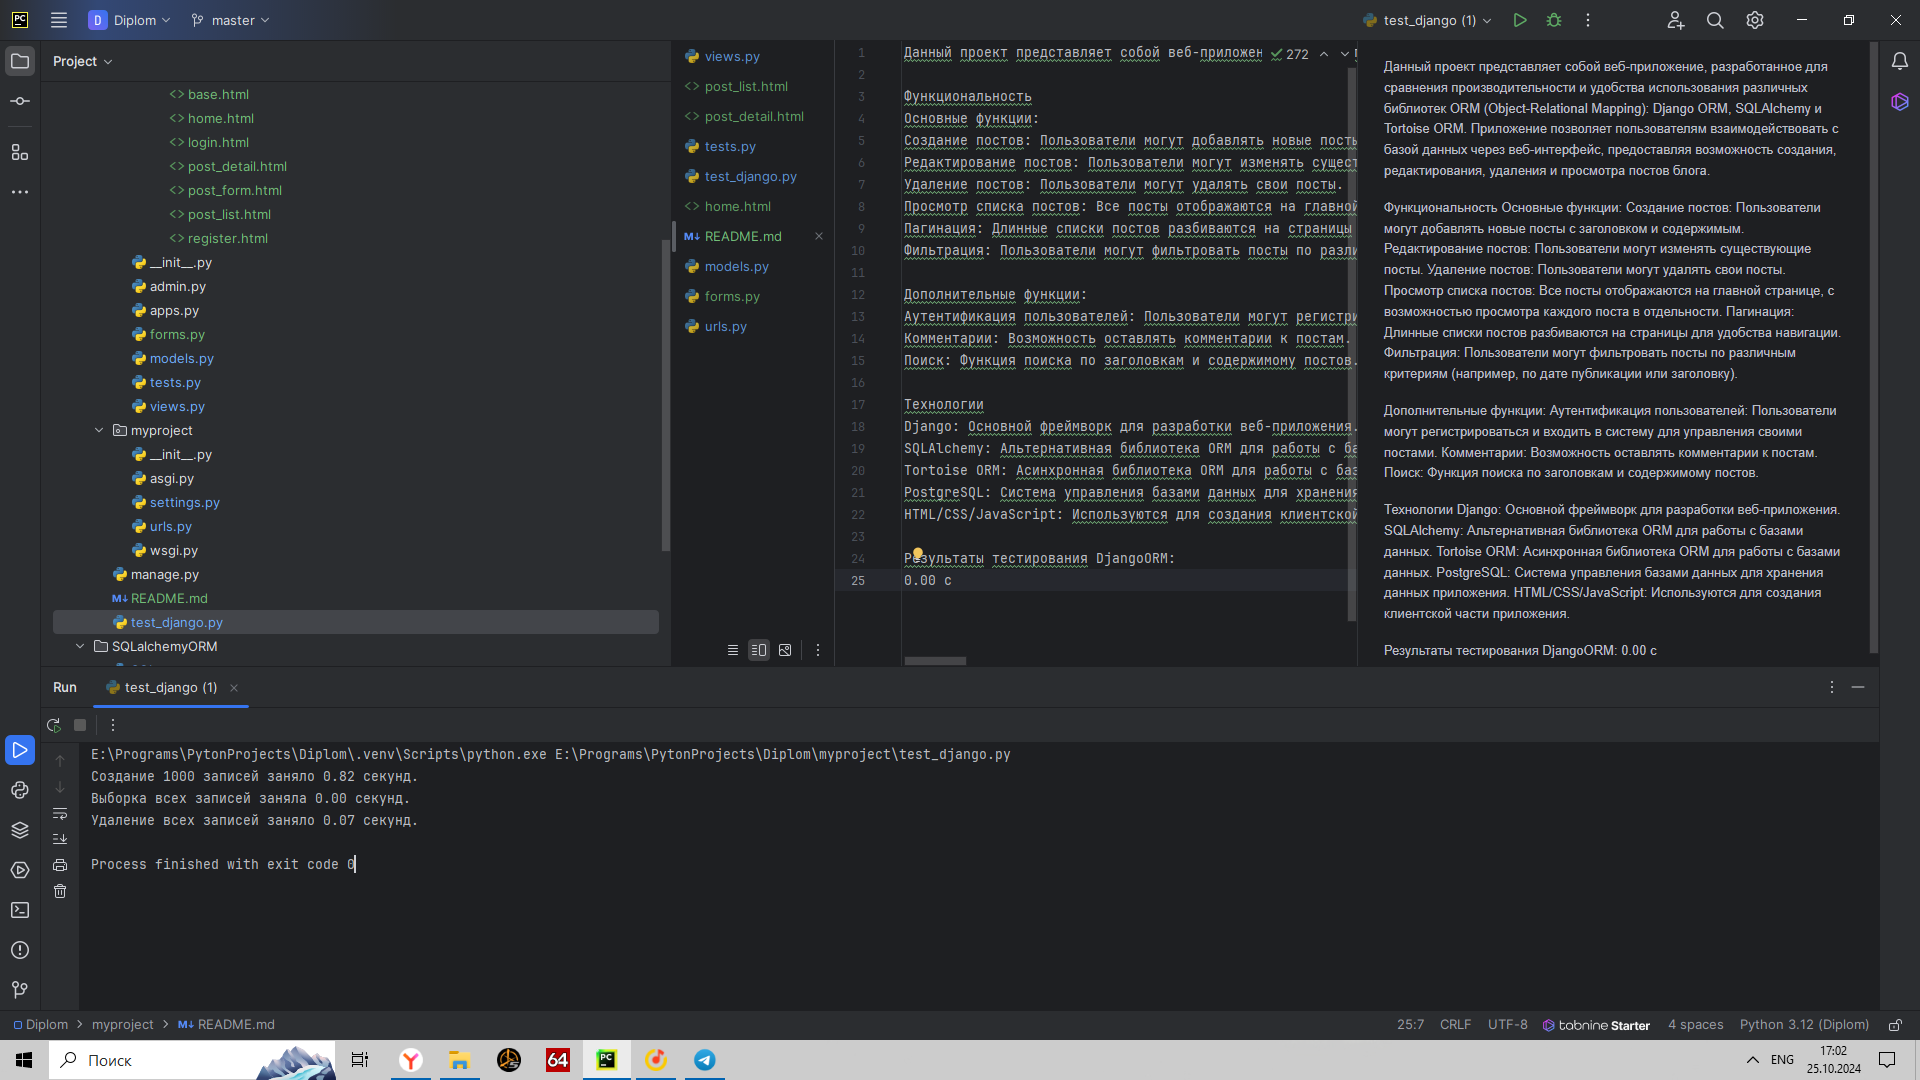 Diplom
master
test_django (1)
Project
base.html
home.html
login.html
post_detail.html
post_form.html
post_list.html
register.html
__init__.py
admin.py
apps.py
forms.py
models.py
tests.py
views.py
myproject
__init__.py
asgi.py
settings.py
urls.py
wsgi.py
manage.py
README.md
test_django.py
SQLalchemyORM
views.py
post_list.html
post_detail.html
tests.py
test_django.py
home.html
README.md
models.py
forms.py
urls.py
272
1 Данный проект представляет собой веб-приложен
2
3 Функциональность
4 Основные функции:
5 Создание постов: Пользователи могут добавлять новые посты
6 Редактирование постов: Пользователи могут изменять сущест
7 Удаление постов: Пользователи могут удалять свои посты.
8 Просмотр списка постов: Все посты отображаются на главной
9 Пагинация: Длинные списки постов разбиваются на страницы
10 Фильтрация: Пользователи могут фильтровать посты по разли
11
12 Дополнительные функции:
13 Аутентификация пользователей: Пользователи могут регистри
14 Комментарии: Возможность оставлять комментарии к постам.
15 Поиск: Функция поиска по заголовкам и содержимому постов.
16
17 Технологии
18 Django: Основной фреймворк для разработки веб-приложения.
19 SQLAlchemy: Альтернативная библиотека ORM для работы с ба
20 Tortoise ORM: Асинхронная библиотека ORM для работы с баз
21 PostgreSQL: Система управления базами данных для хранения
22 HTML/CSS/JavaScript: Используются для создания клиентской
23
24 Результаты тестирования DjangoORM:
25 0.00 с
Данный проект представляет собой веб-приложение, разработанное для
сравнения производительности и удобства использования различных
библиотек ORM (Object-Relational Mapping): Django ORM, SQLAlchemy и
Tortoise ORM. Приложение позволяет пользователям взаимодействовать с
базой данных через веб-интерфейс, предоставляя возможность создания,
редактирования, удаления и просмотра постов блога.
Функциональность Основные функции: Создание постов: Пользователи
могут добавлять новые посты с заголовком и содержимым.
Редактирование постов: Пользователи могут изменять существующие
посты. Удаление постов: Пользователи могут удалять свои посты.
Просмотр списка постов: Все посты отображаются на главной странице, с
возможностью просмотра каждого поста в отдельности. Пагинация:
Длинные списки постов разбиваются на страницы для удобства навигации.
Фильтрация: Пользователи могут фильтровать посты по различным
критериям (например, по дате публикации или заголовку).
Дополнительные функции: Аутентификация пользователей: Пользователи
могут регистрироваться и входить в систему для управления своими
постами. Комментарии: Возможность оставлять комментарии к постам.
Поиск: Функция поиска по заголовкам и содержимому постов.
Технологии Django: Основной фреймворк для разработки веб-приложения.
SQLAlchemy: Альтернативная библиотека ORM для работы с базами
данных. Tortoise ORM: Асинхронная библиотека ORM для работы с базами
данных. PostgreSQL: Система управления базами данных для хранения
данных приложения. HTML/CSS/JavaScript: Используются для создания
клиентской части приложения.
Результаты тестирования DjangoORM: 0.00 с
Run
test_django (1)
E:\Programs\PytonProjects\Diplom\.venv\Scripts\python.exe E:\Programs\PytonProjects\Diplom\myproject\test_django.py
Создание 1000 записей заняло 0.82 секунд.
Выборка всех записей заняла 0.00 секунд.
Удаление всех записей заняло 0.07 секунд.
Process finished with exit code 0
Diplom > myproject > README.md
25:7 CRLF UTF-8 tabnine Starter 4 spaces Python 3.12 (Diplom)
Поиск
64
PC
ENG
17:02
25.10.2024